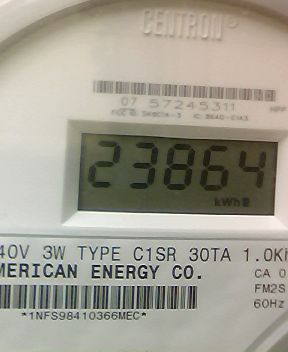 CENTRON
07 57245311
23864
kWh
40V 3W TYPE C1SR 30TA 1.0Kh
MERICAN ENERGY CO.
CA 0
FM2S
60Hz
*1NFS98410366MEC*